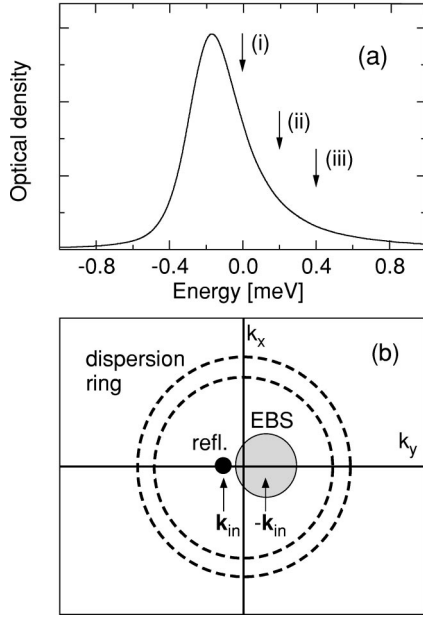 (a)
(i)
(ii)
(iii)
Optical density
-0.8 -0.4 0.0 0.4 0.8
Energy [meV]
(b)
k_x
dispersion
ring
EBS
refl.
k_y
k_in -k_in